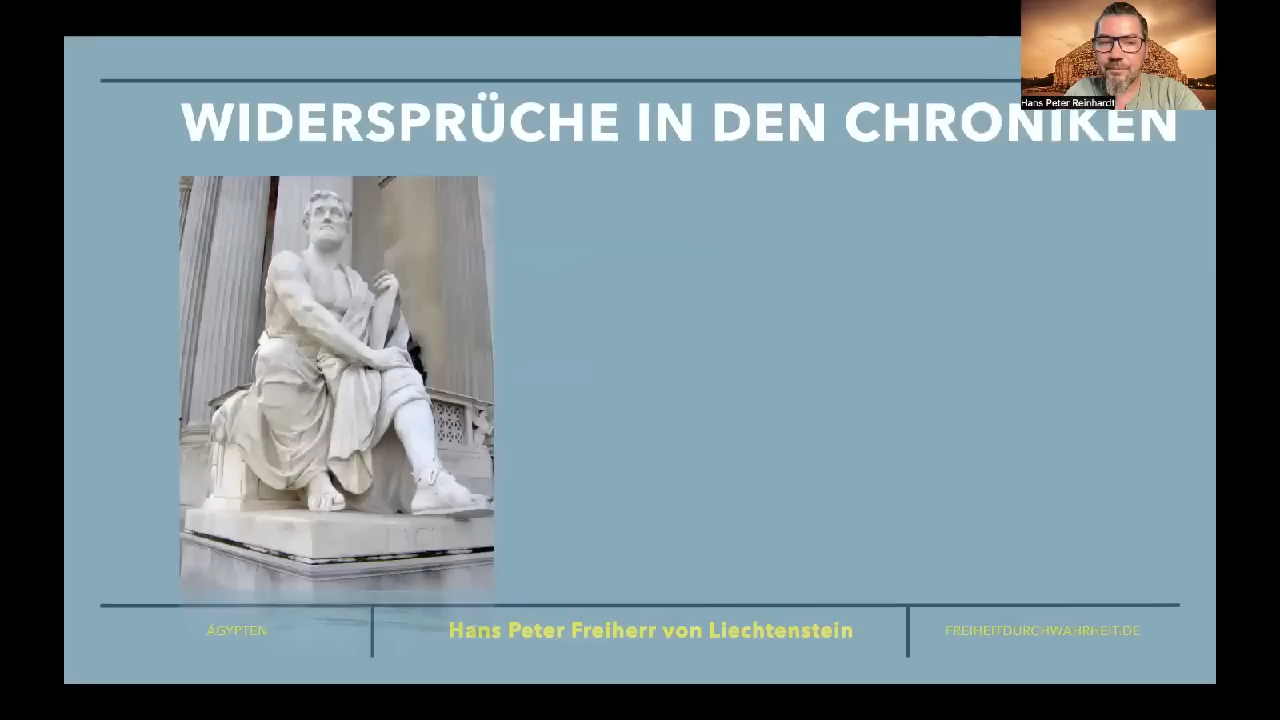 Hans Peter Reinhardt
WIDERSPRÜCHE IN DEN CHRONIKEN
ÄGYPTEN
Hans Peter Freiherr von Liechtenstein
FREIHEITDURCHWAHRHEIT.DE